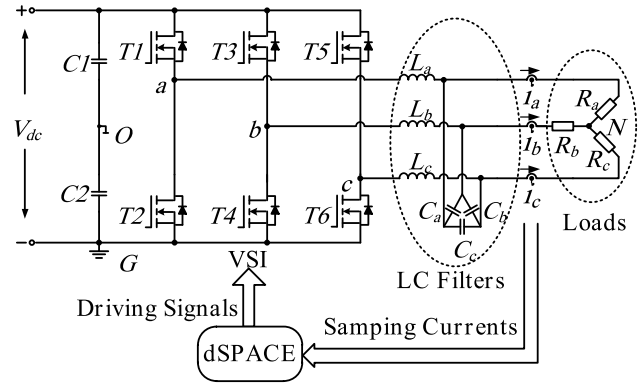 +
C1
T1
T3
T5
a
V_dc
O
b
C2
c
T2
T4
T6
−
G
L_a
L_b
L_c
i_a
i_b
i_c
R_a
N
R_b
R_c
Loads
C_a
C_b
C_c
LC Filters
VSI
Driving Signals
Samping Currents
dSPACE